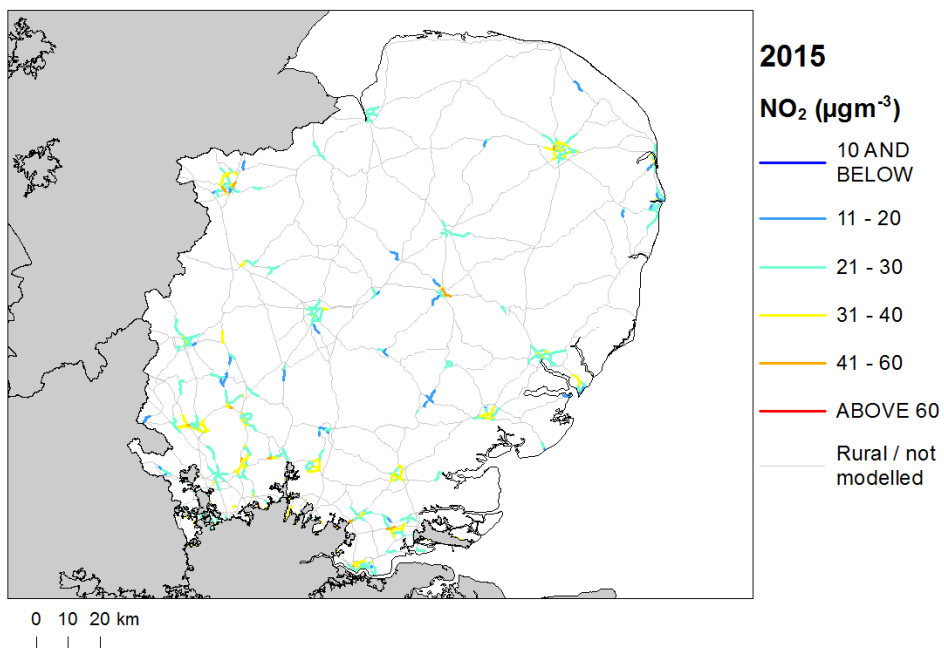 2015
NO₂ (µgm⁻³)
10 AND
BELOW
11 - 20
21 - 30
31 - 40
41 - 60
ABOVE 60
Rural / not
modelled
0 10 20 km